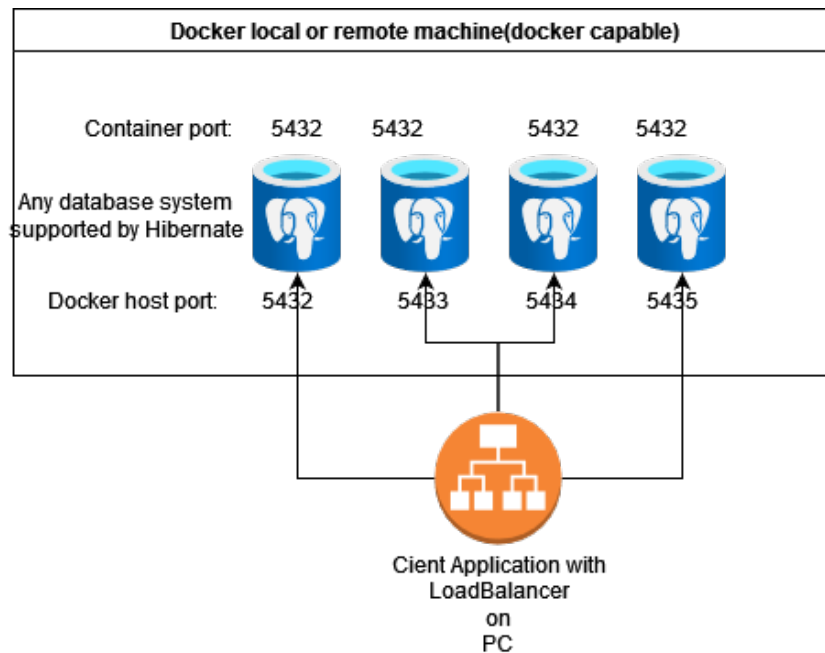 Docker local or remote machine(docker capable)
Container port: 5432 5432 5432 5432
Any database system
supported by Hibernate
Docker host port: 5432 5433 5434 5435
Cient Application with
LoadBalancer
on
PC